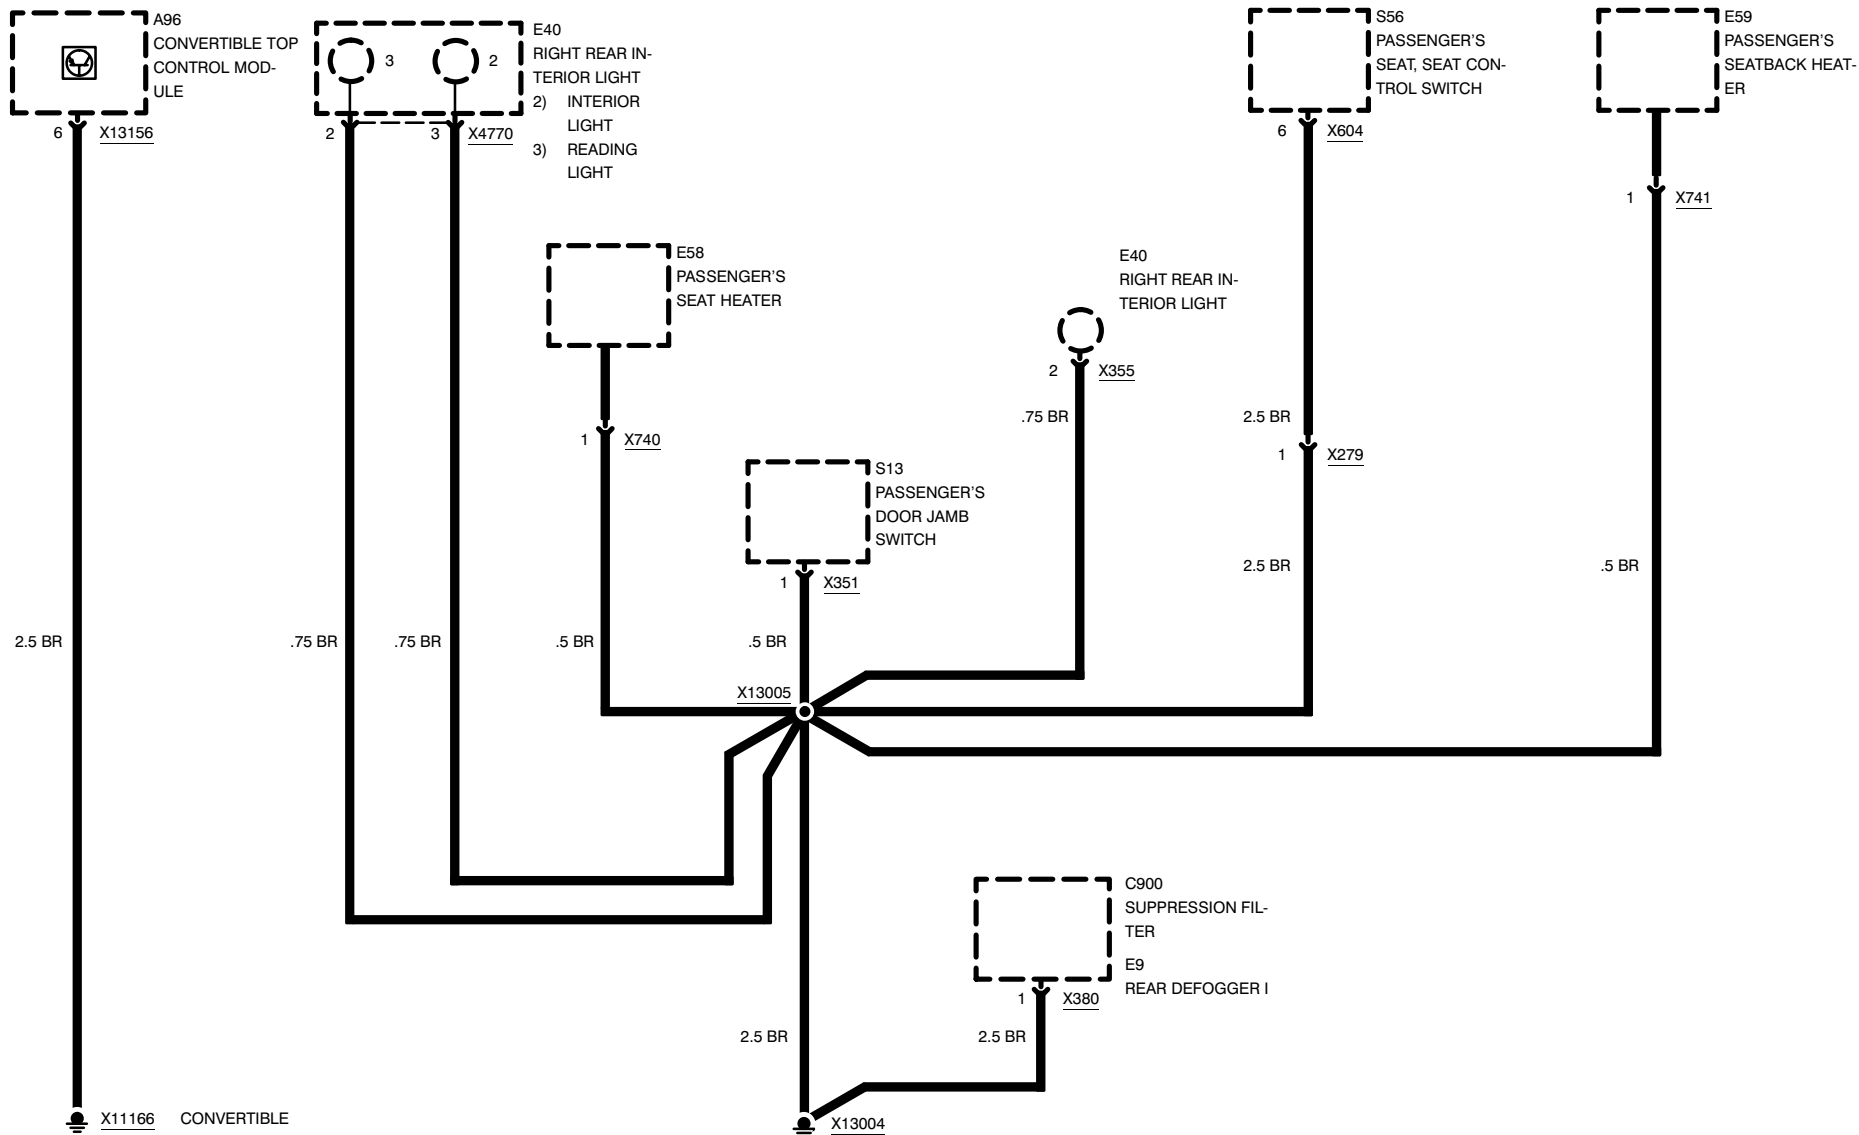 A96
CONVERTIBLE TOP
CONTROL MOD-
ULE
6
X13156
3
2
E40
RIGHT REAR IN-
TERIOR LIGHT
2) INTERIOR
LIGHT
3) READING
LIGHT
2
3
X4770
S56
PASSENGER'S
SEAT, SEAT CON-
TROL SWITCH
6
X604
E59
PASSENGER'S
SEATBACK HEAT-
ER
1
X741
E58
PASSENGER'S
SEAT HEATER
1
X740
E40
RIGHT REAR IN-
TERIOR LIGHT
2
X355
.75 BR
2.5 BR
1
X279
S13
PASSENGER'S
DOOR JAMB
SWITCH
1
X351
2.5 BR
.5 BR
2.5 BR
.75 BR
.75 BR
.5 BR
.5 BR
X13005
C900
SUPPRESSION FIL-
TER
E9
REAR DEFOGGER I
1
X380
2.5 BR
2.5 BR
X11166 CONVERTIBLE
X13004